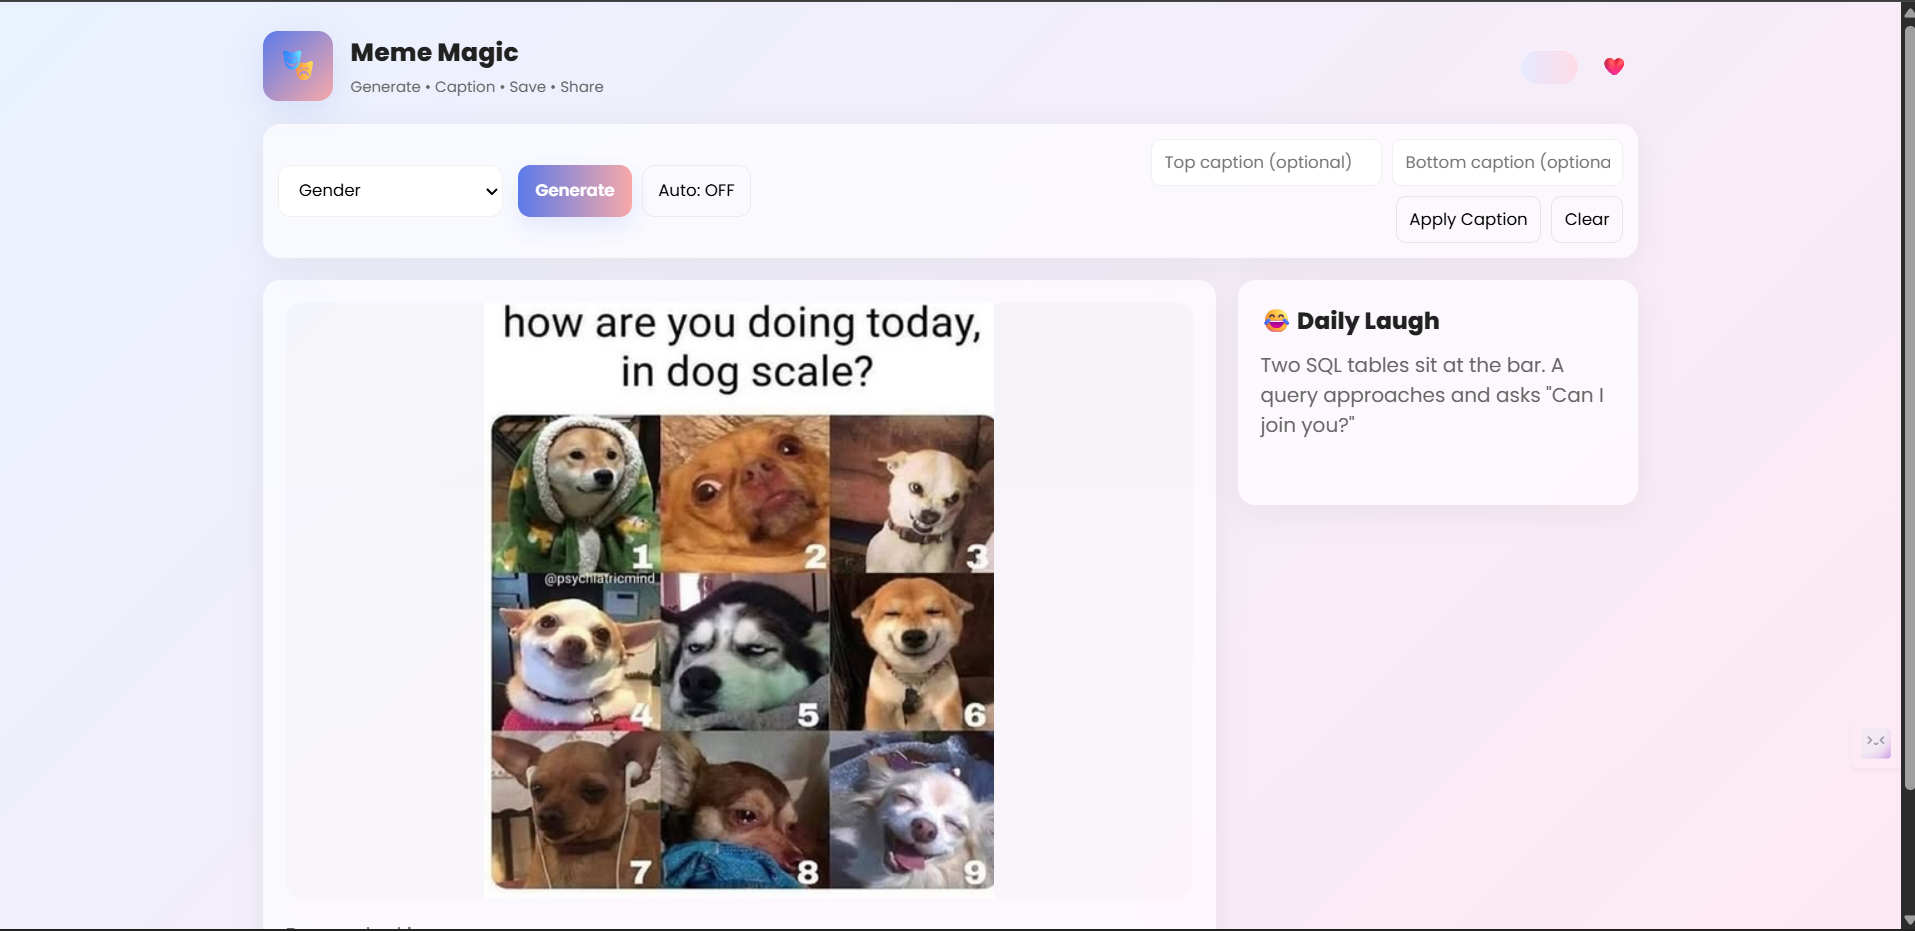 Meme Magic
Generate • Caption • Save • Share
Gender
Generate
Auto: OFF
Top caption (optional)
Bottom caption (optiona
Apply Caption
Clear
how are you doing today,
in dog scale?
1
2
3
@psychiatricmind
4
5
6
7
8
9
😂 Daily Laugh
Two SQL tables sit at the bar. A
query approaches and asks "Can I
join you?"